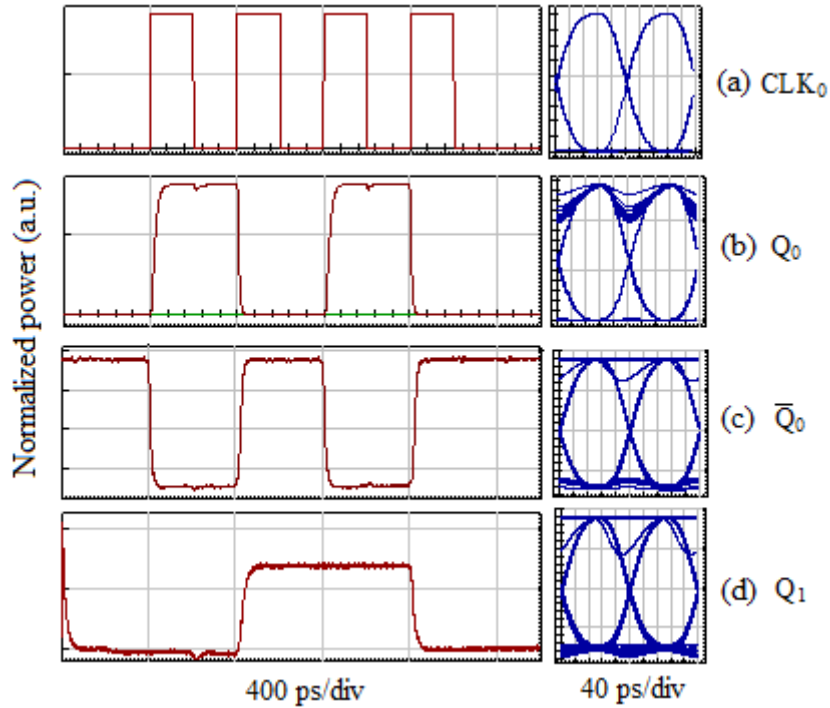 Normalized power (a.u.)
(a) CLK₀
(b) Q₀
(c) Q̅₀
(d) Q₁
400 ps/div
40 ps/div